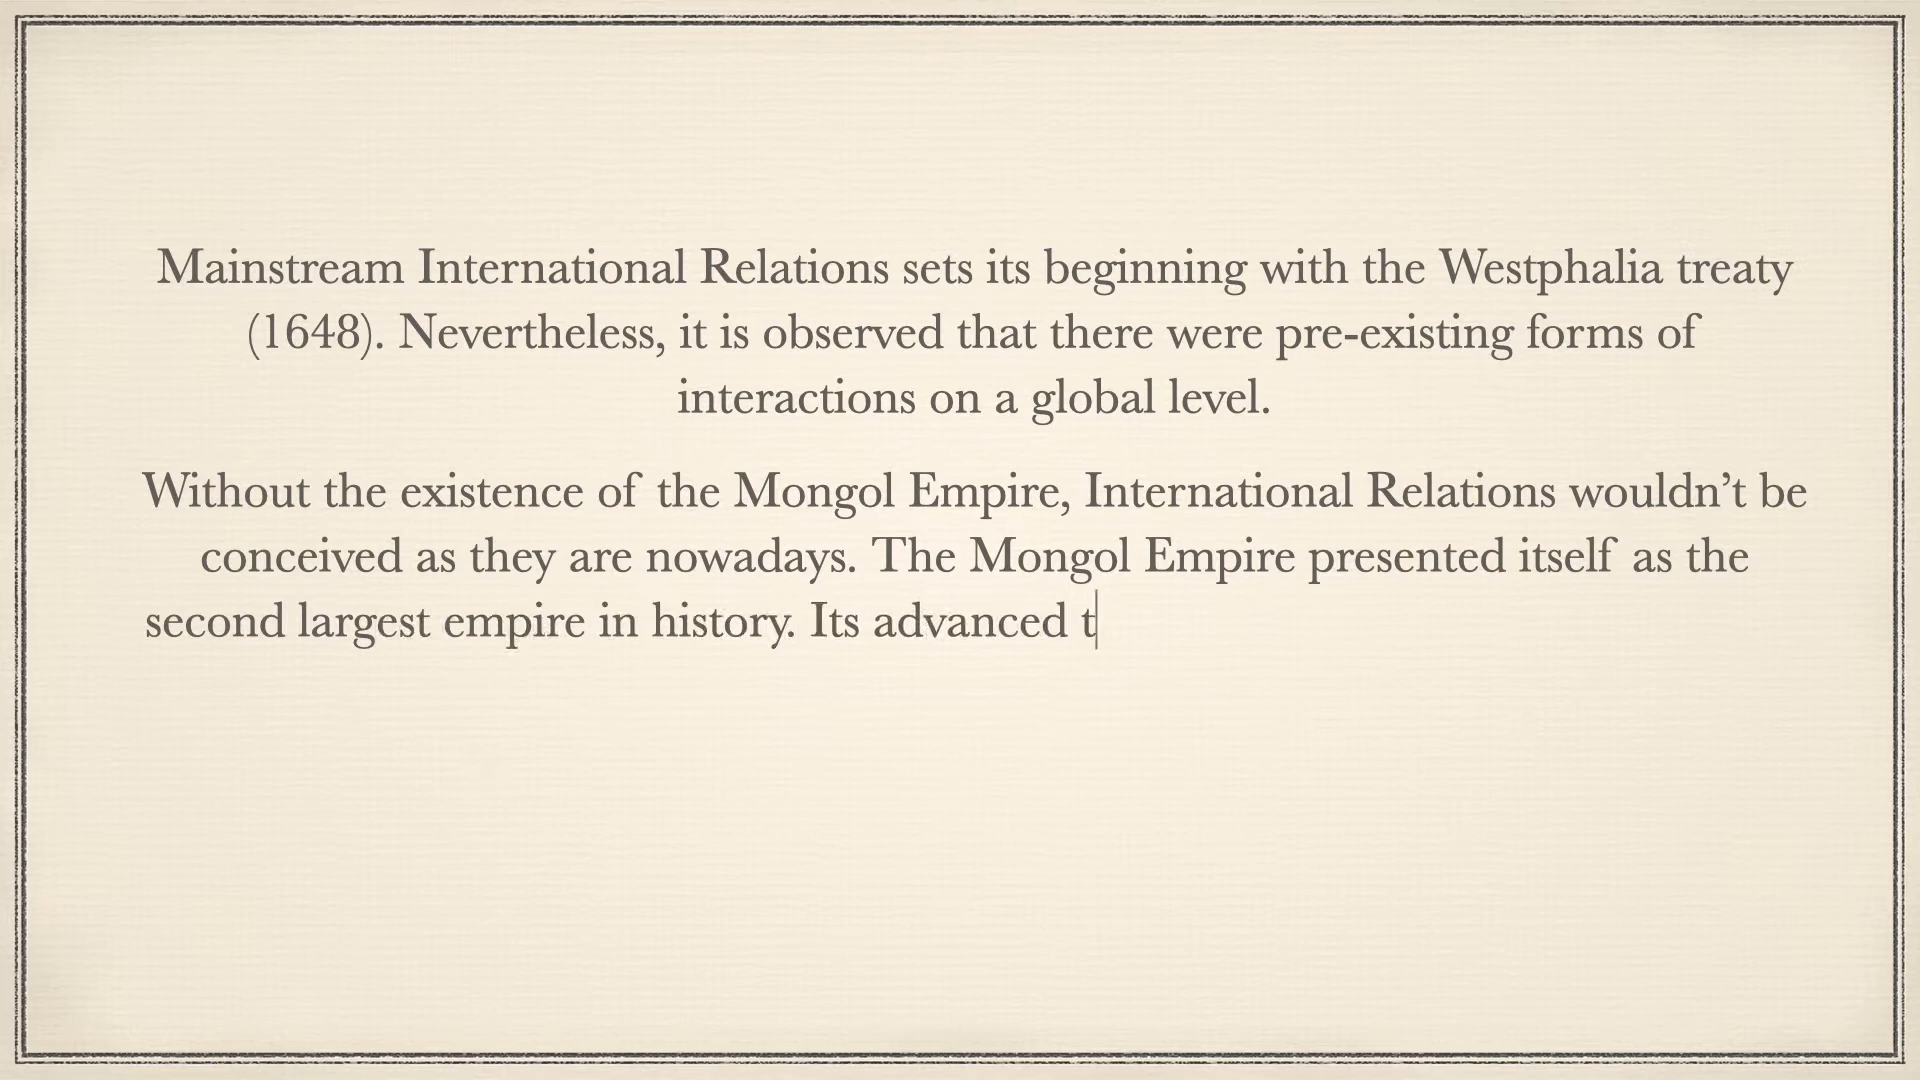 Mainstream International Relations sets its beginning with the Westphalia treaty
(1648). Nevertheless, it is observed that there were pre-existing forms of
interactions on a global level.
Without the existence of the Mongol Empire, International Relations wouldn’t be
conceived as they are nowadays. The Mongol Empire presented itself as the
second largest empire in history. Its advanced t